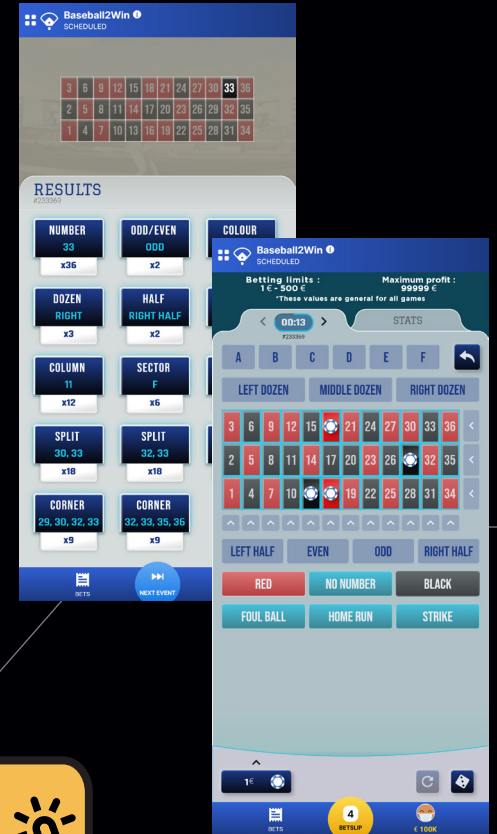 Baseball2Win
SCHEDULED
3 6 9 12 15 18 21 24 27 30 33 36
2 5 8 11 14 17 20 23 26 29 32 35
1 4 7 10 13 16 19 22 25 28 31 34
RESULTS
#233369
NUMBER ODD/EVEN COLOUR
33 ODD
x36 x2
DOZEN HALF
RIGHT RIGHT HALF
x3 x2
COLUMN SECTOR
11 F
x12 x6
SPLIT SPLIT
30, 33 32, 33
x18 x18
CORNER CORNER
29, 30, 32, 33 32, 33, 35, 36
x9 x9
BETS NEXT EVENT
Baseball2Win
SCHEDULED
Betting limits : Maximum profit :
1 € - 500 € 99999 €
*These values are general for all games
< 00:13 > STATS
#233369
A B C D E F
LEFT DOZEN MIDDLE DOZEN RIGHT DOZEN
3 6 9 12 15 21 24 27 30 33 36
2 5 8 11 14 17 20 23 26 32 35
1 4 7 10 19 22 25 28 31 34
LEFT HALF EVEN ODD RIGHT HALF
RED NO NUMBER BLACK
FOUL BALL HOME RUN STRIKE
1€
4
BETS BETSLIP € 100K